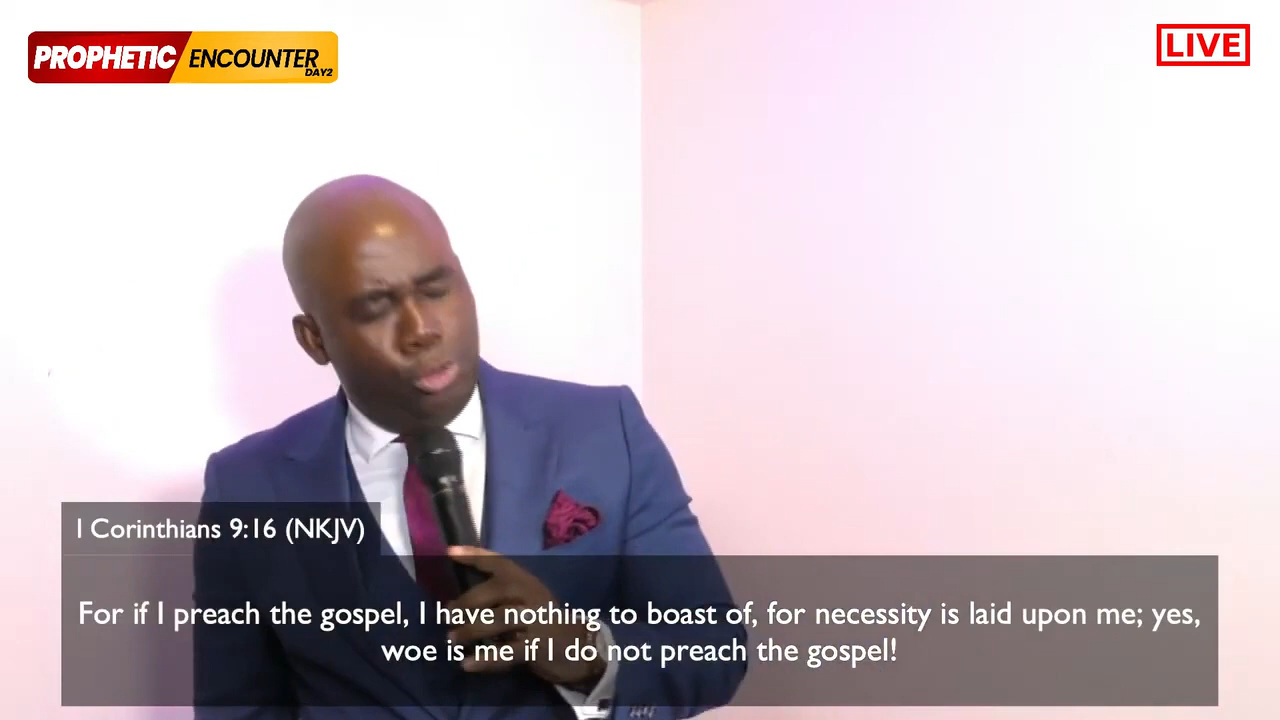 PROPHETIC ENCOUNTER
DAY2
LIVE
1 Corinthians 9:16 (NKJV)
For if I preach the gospel, I have nothing to boast of, for necessity is laid upon me; yes,
woe is me if I do not preach the gospel!